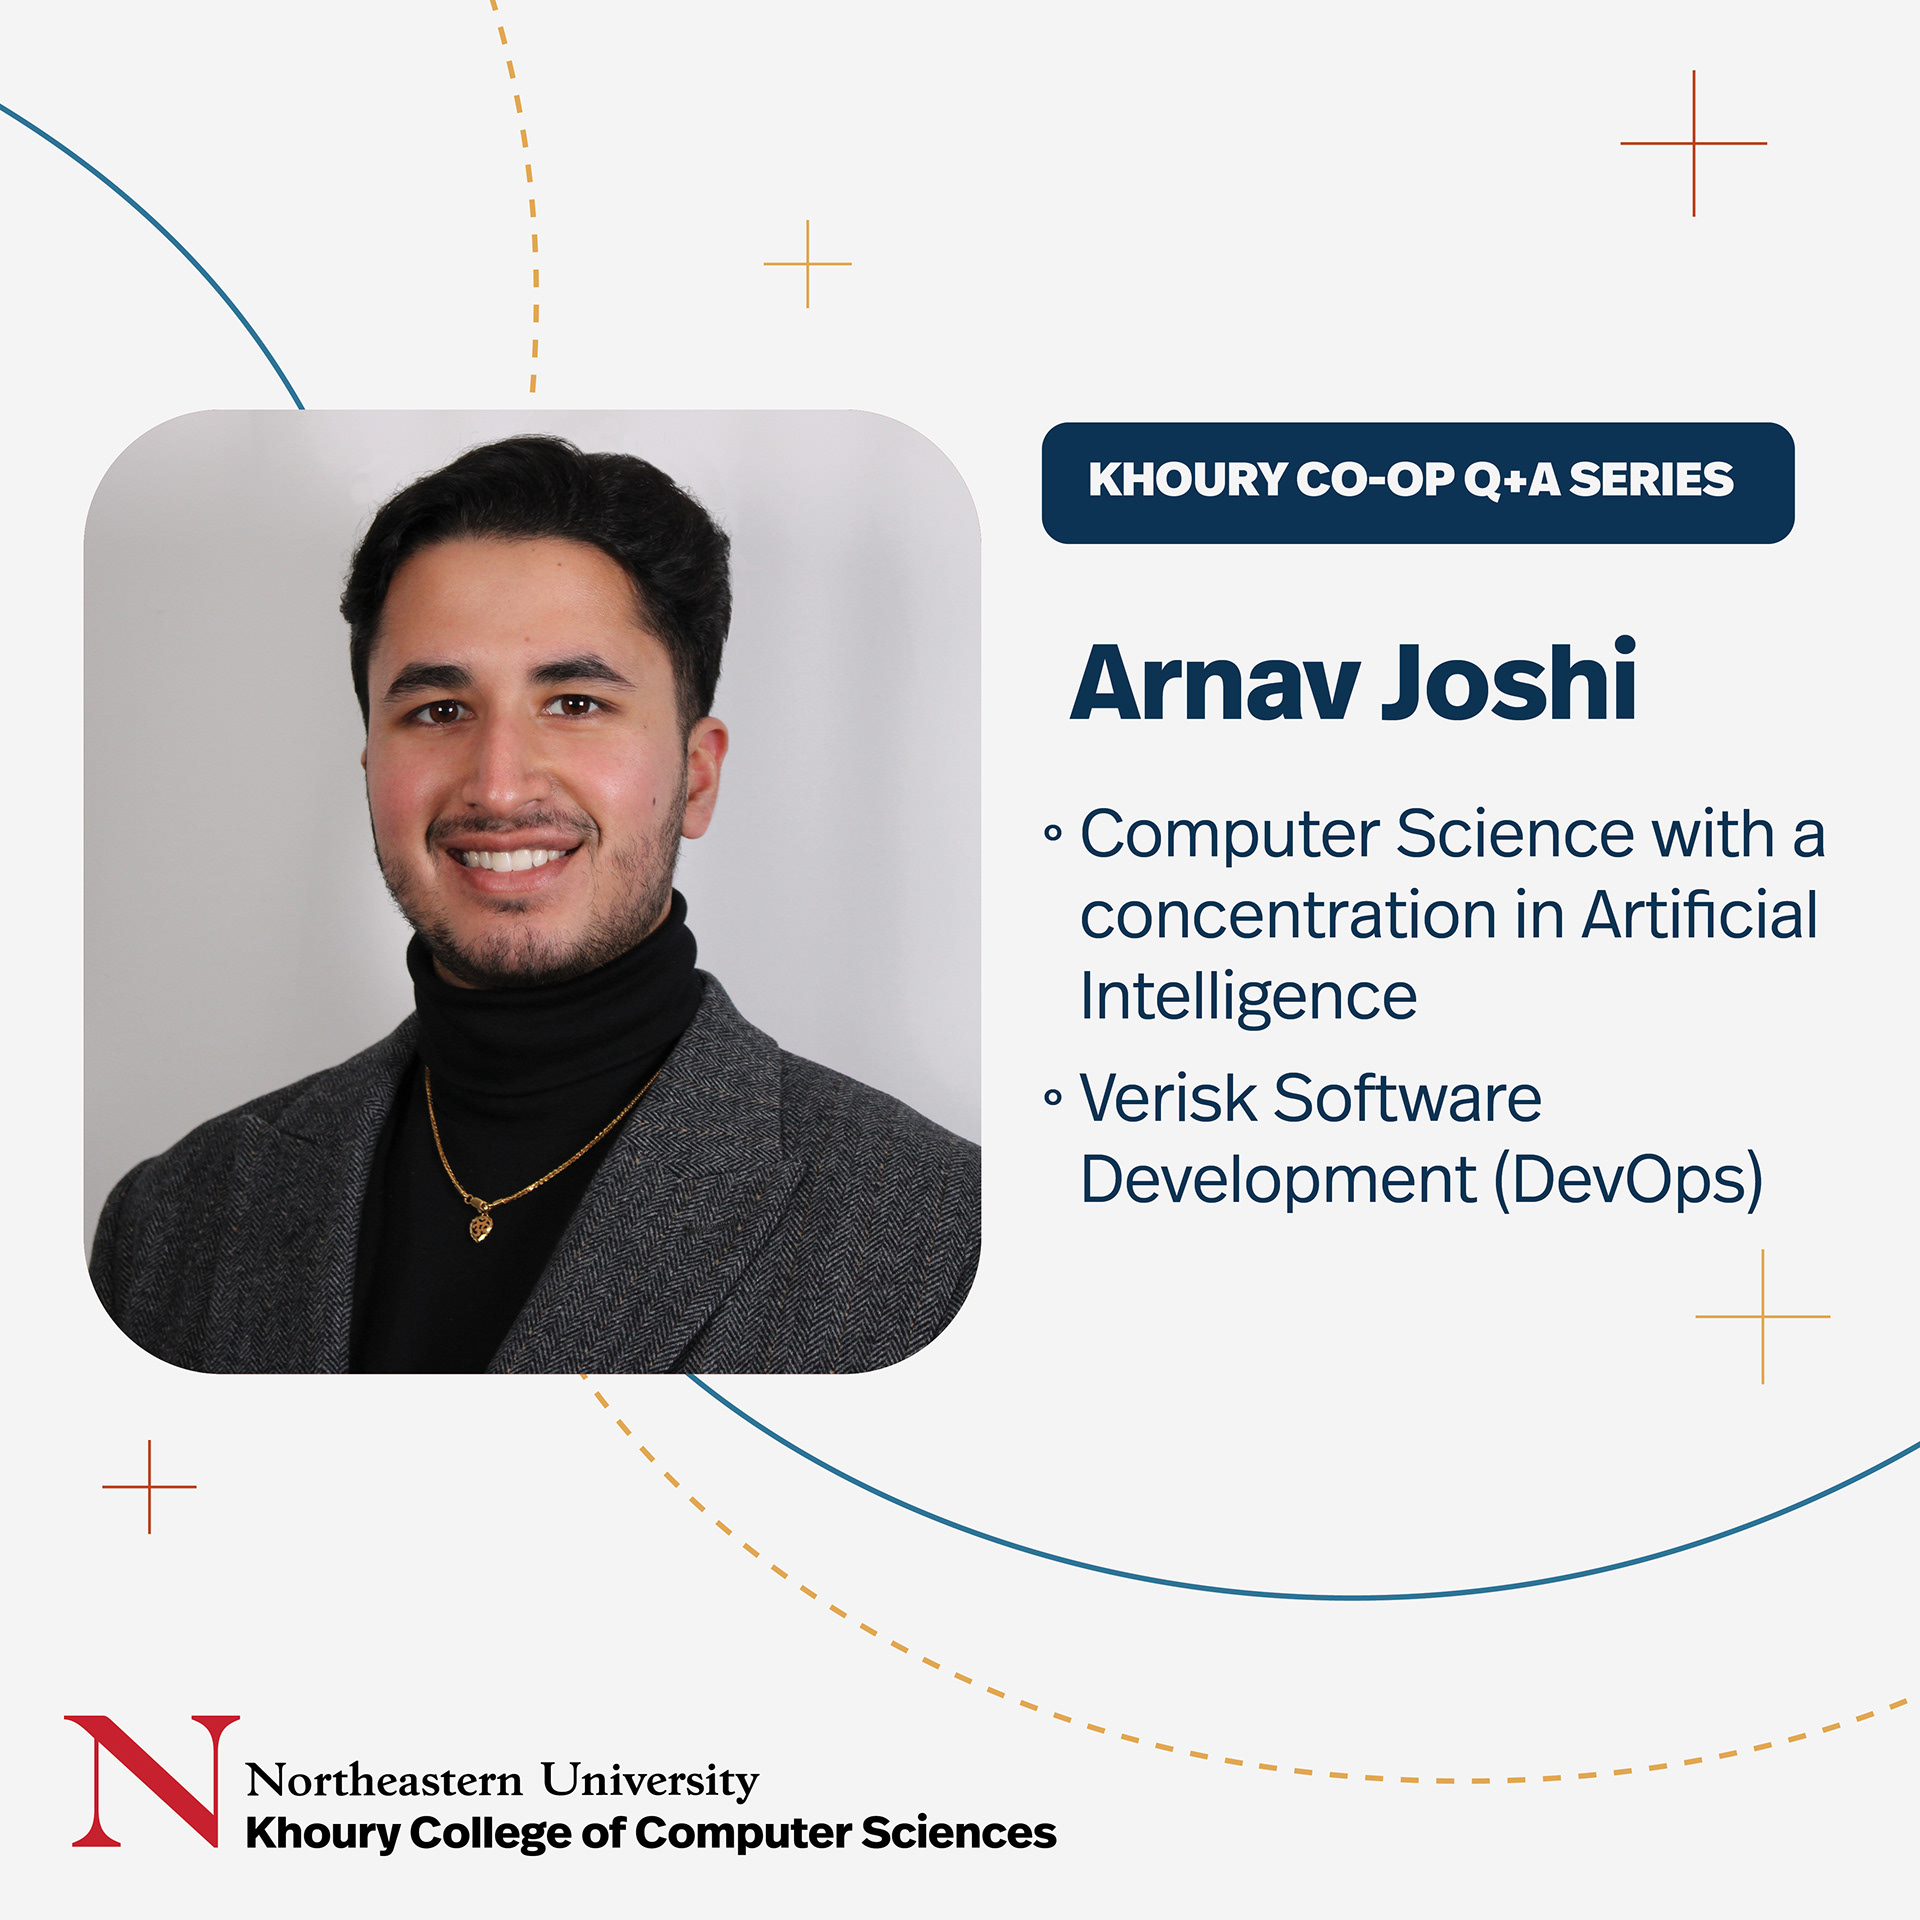 KHOURY CO-OP Q+A SERIES
Arnav Joshi
Computer Science with a
concentration in Artificial
Intelligence
Verisk Software
Development (DevOps)
N
Northeastern University
Khoury College of Computer Sciences